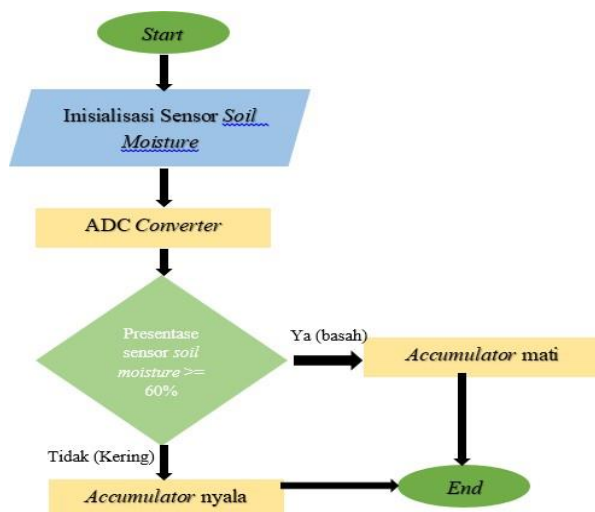 Start
Inisialisasi Sensor Soil
Moisture
ADC Converter
Presentase
sensor soil
moisture >=
60%
Ya (basah)
Accumulator mati
Tidak (Kering)
Accumulator nyala
End